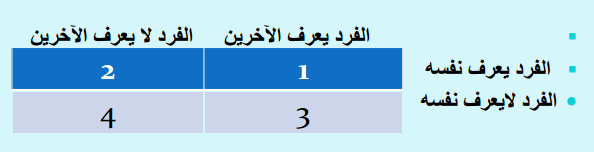 الفرد يعرف الآخرين الفرد لا يعرف الآخرين
الفرد يعرف نفسه 1 2
الفرد لايعرف نفسه 3 4